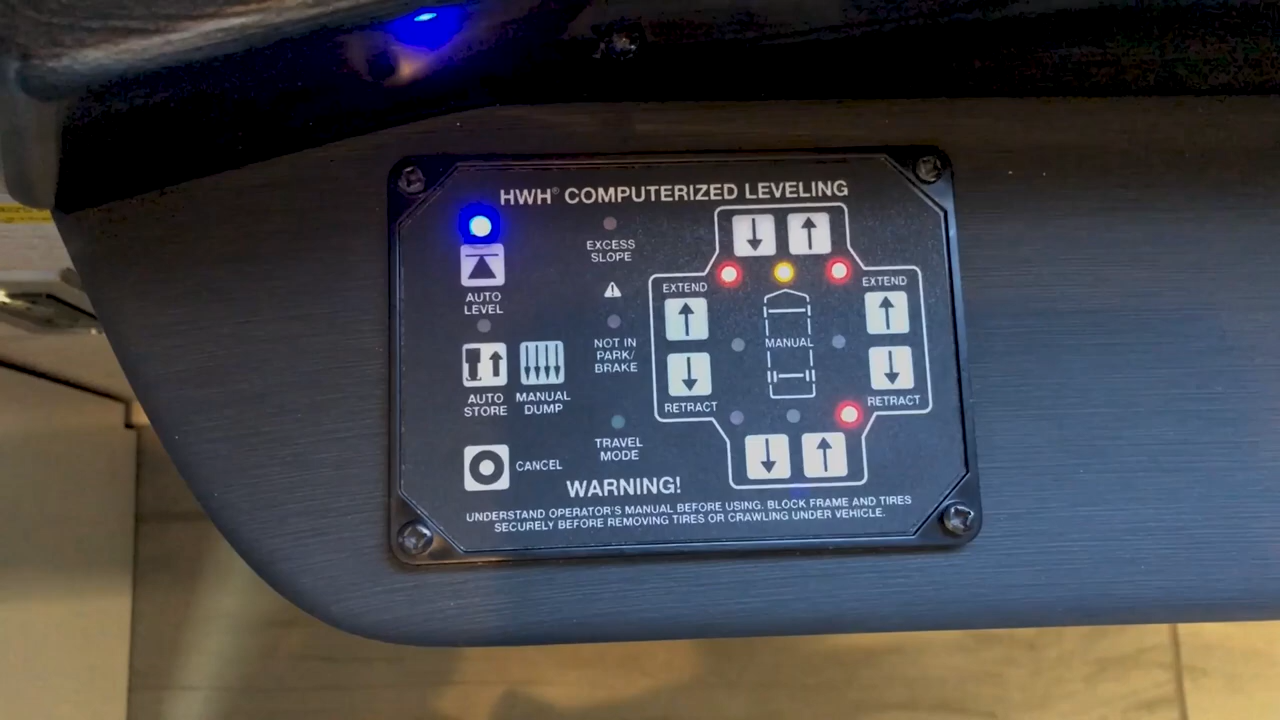 HWH® COMPUTERIZED LEVELING
AUTO
LEVEL
AUTO
STORE
MANUAL
DUMP
CANCEL
EXCESS
SLOPE
NOT IN
PARK/
BRAKE
TRAVEL
MODE
EXTEND
RETRACT
MANUAL
EXTEND
RETRACT
WARNING!
UNDERSTAND OPERATOR'S MANUAL BEFORE USING. BLOCK FRAME AND TIRES
SECURELY BEFORE REMOVING TIRES OR CRAWLING UNDER VEHICLE.